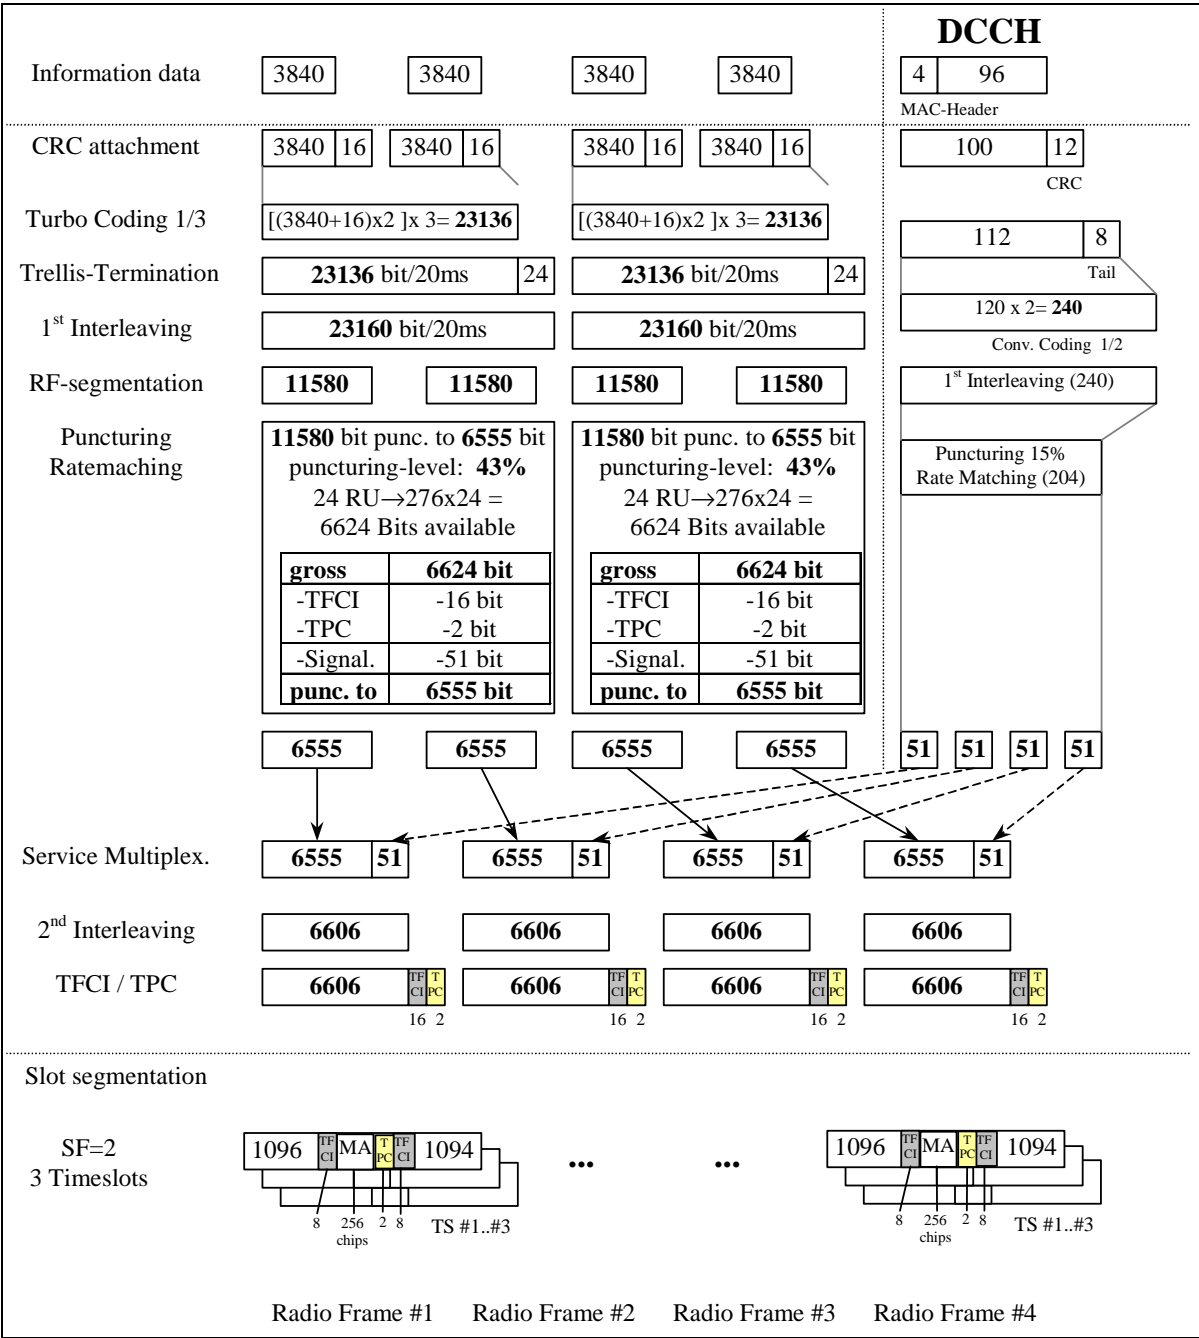 DCCH
Information data 3840 3840 3840 3840 4 96
MAC-Header
CRC attachment 3840 16 3840 16 3840 16 3840 16 100 12
CRC
Turbo Coding 1/3 [(3840+16)x2 ]x 3= 23136 [(3840+16)x2 ]x 3= 23136
112 8
Tail
Trellis-Termination 23136 bit/20ms 24 23136 bit/20ms 24
120 x 2= 240
1st Interleaving 23160 bit/20ms 23160 bit/20ms
Conv. Coding 1/2
RF-segmentation 11580 11580 11580 11580 1st Interleaving (240)
Puncturing
Ratemaching
11580 bit punc. to 6555 bit
puncturing-level: 43%
24 RU→276x24 =
6624 Bits available
gross 6624 bit
-TFCI -16 bit
-TPC -2 bit
-Signal. -51 bit
punc. to 6555 bit
11580 bit punc. to 6555 bit
puncturing-level: 43%
24 RU→276x24 =
6624 Bits available
gross 6624 bit
-TFCI -16 bit
-TPC -2 bit
-Signal. -51 bit
punc. to 6555 bit
Puncturing 15%
Rate Matching (204)
6555 6555 6555 6555 51 51 51 51
Service Multiplex. 6555 51 6555 51 6555 51 6555 51
2nd Interleaving 6606 6606 6606 6606
TFCI / TPC 6606 TF CI T PC 6606 TF CI T PC 6606 TF CI T PC 6606 TF CI T PC
16 2 16 2 16 2 16 2
Slot segmentation
SF=2
3 Timeslots
1096 TF CI MA T PC TF CI 1094 ... ... 1096 TF CI MA T PC TF CI 1094
8 256 2 8 TS #1..#3 8 256 2 8 TS #1..#3
chips chips
Radio Frame #1 Radio Frame #2 Radio Frame #3 Radio Frame #4